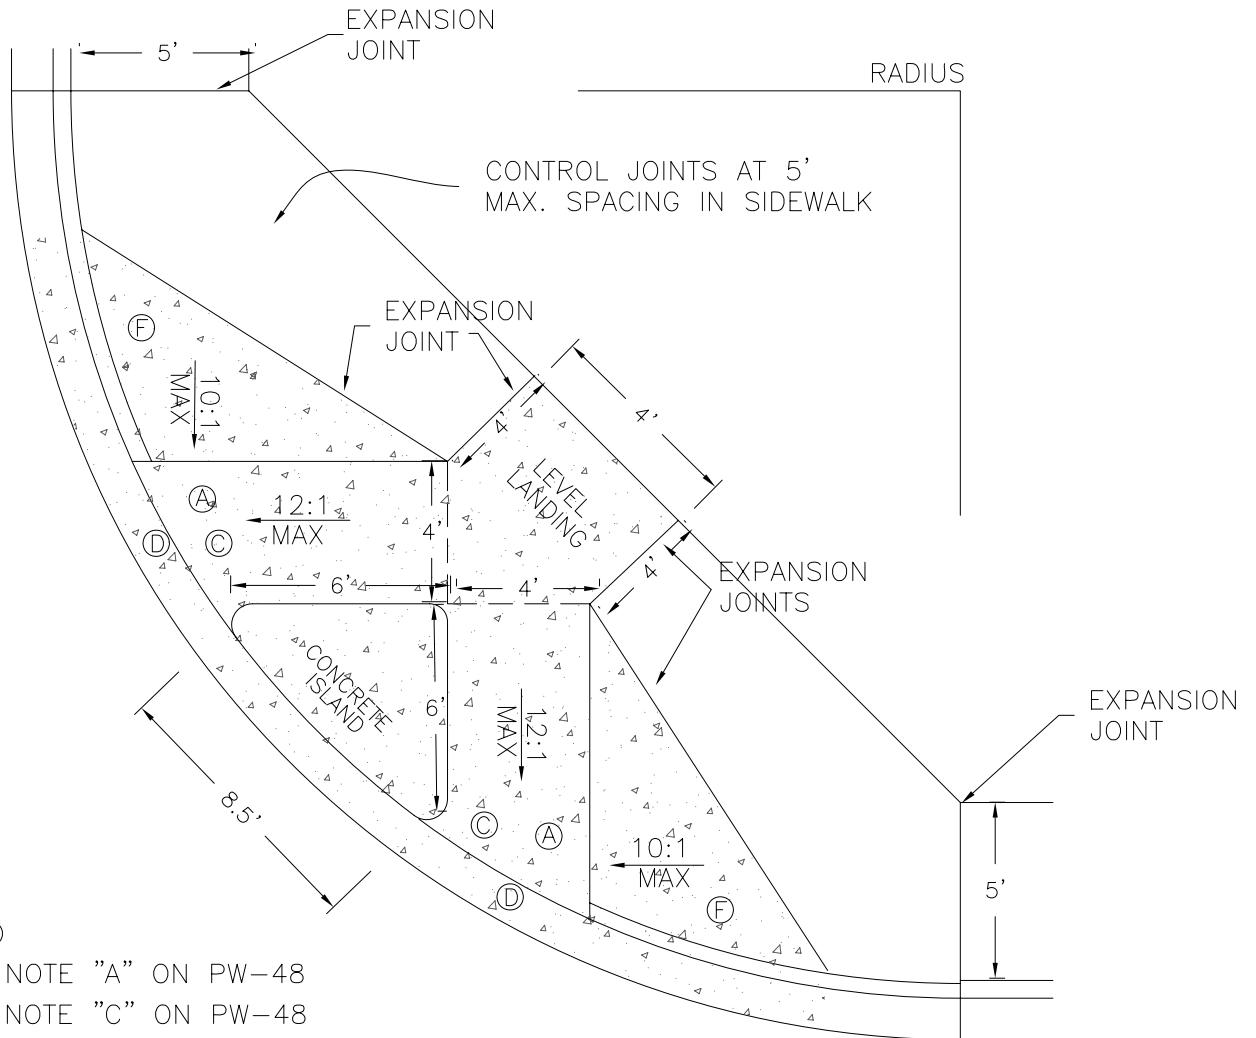 EXPANSION
JOINT
5'
RADIUS
CONTROL JOINTS AT 5'
MAX. SPACING IN SIDEWALK
EXPANSION
JOINT
F
10:1
MAX
4'
4'
LEVEL
LANDING
A
12:1
MAX
4'
D
C
6'
4'
4'
EXPANSION
JOINTS
CONCRETE
ISLAND
6'
12:1
MAX
EXPANSION
JOINT
8.5'
C
A
10:1
MAX
D
F
5'
NOTE "A" ON PW-48
NOTE "C" ON PW-48